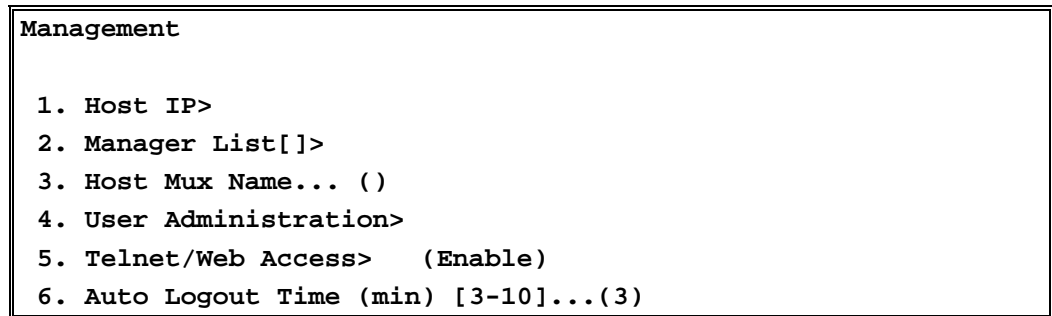 Management
1. Host IP>
2. Manager List[]>
3. Host Mux Name... ()
4. User Administration>
5. Telnet/Web Access> (Enable)
6. Auto Logout Time (min) [3-10]...(3)